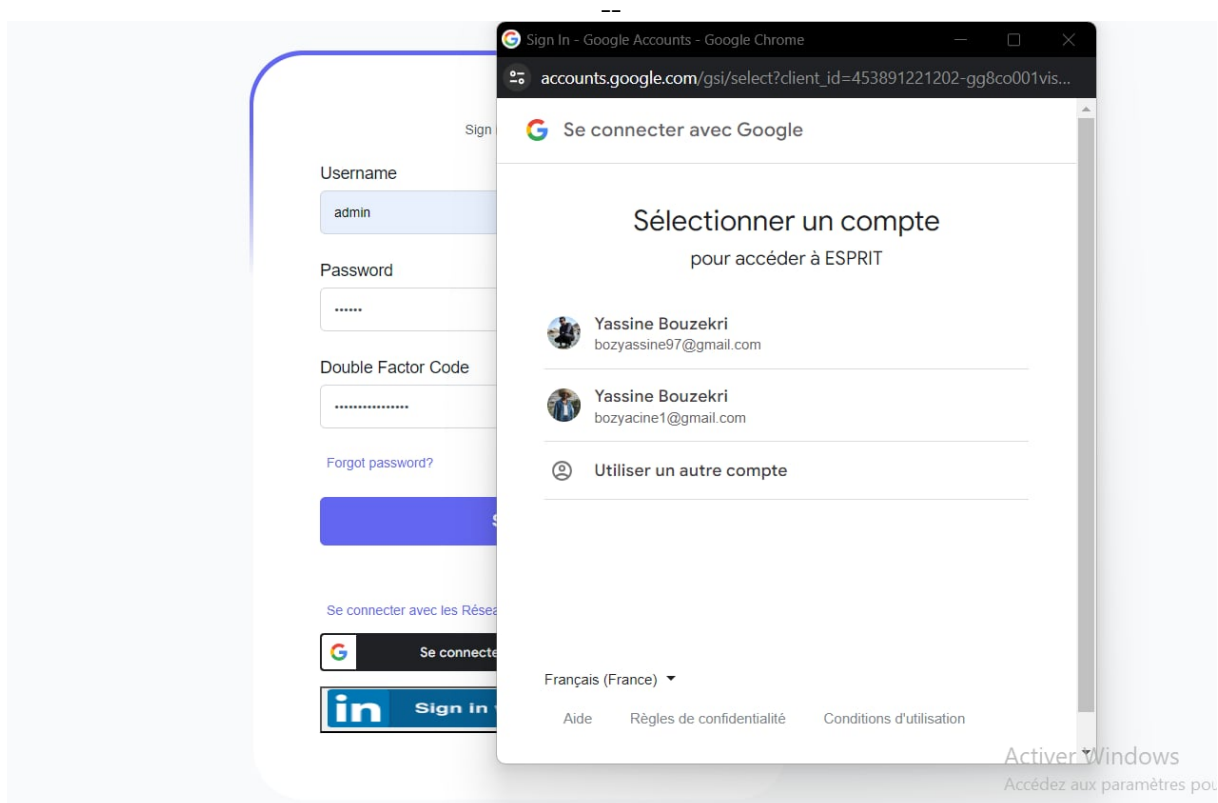 Sign In - Google Accounts - Google Chrome
accounts.google.com/gsi/select?client_id=453891221202-gg8co001vis...
Se connecter avec Google
Sélectionner un compte
pour accéder à ESPRIT
Yassine Bouzekri
bozyassine97@gmail.com
Yassine Bouzekri
bozyacine1@gmail.com
Utiliser un autre compte
Français (France)
Aide Règles de confidentialité Conditions d'utilisation
Sign
Username
admin
Password
••••••
Double Factor Code
••••••••••••••••
Forgot password?
Se connecter avec les Résea
Se connecte
in Sign in
Activer Windows
Accédez aux paramètres pou